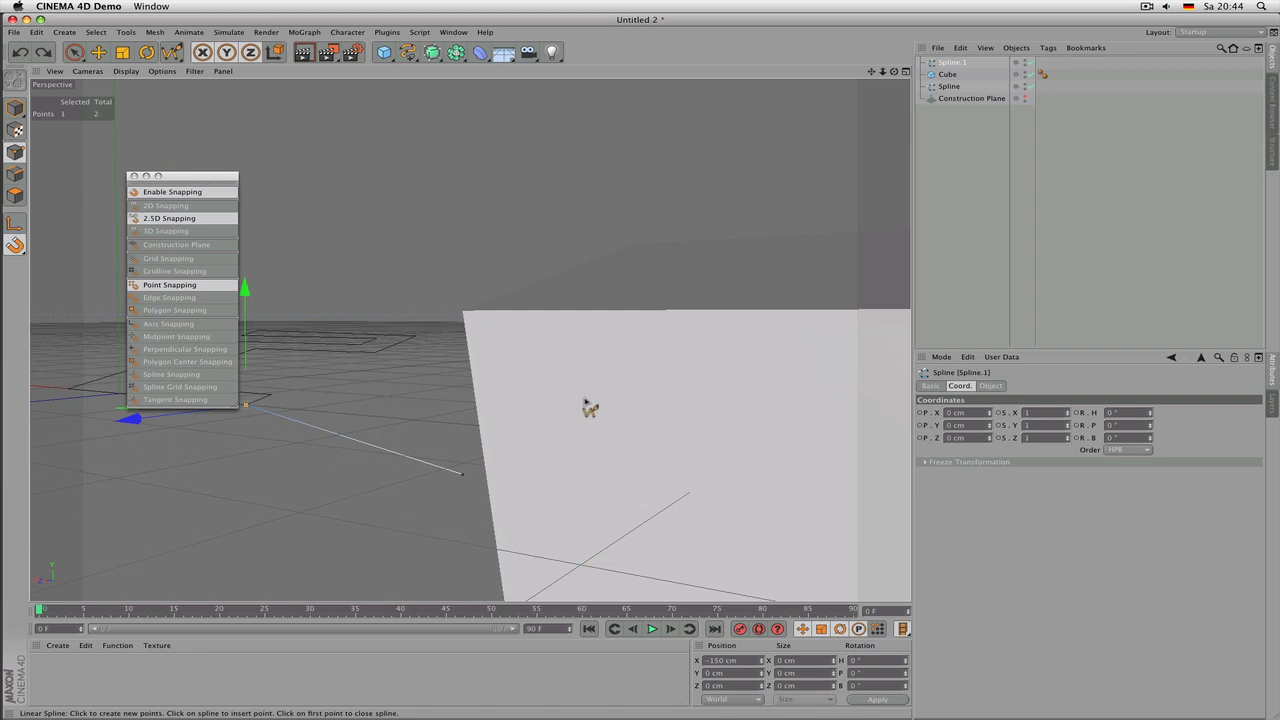 CINEMA 4D Demo Window Sa 20:44
Untitled 2 *
File Edit Create Select Tools Mesh Animate Simulate Render MoGraph Character Plugins Script Window Help Layout: Startup
X Y Z
File Edit View Objects Tags Bookmarks
View Cameras Display Options Filter Panel
Perspective
Selected Total
Points 1 2
Spline.1
Cube
Spline
Construction Plane
Objects
Content Browser
Structure
Enable Snapping
2D Snapping
2.5D Snapping
3D Snapping
Construction Plane
Grid Snapping
Gridline Snapping
Point Snapping
Edge Snapping
Polygon Snapping
Axis Snapping
Midpoint Snapping
Perpendicular Snapping
Polygon Center Snapping
Spline Snapping
Spline Grid Snapping
Tangent Snapping
Mode Edit User Data
Spline [Spline.1]
Basic Coord. Object
Coordinates
P . X 0 cm S . X 1 R . H 0 °
P . Y 0 cm S . Y 1 R . P 0 °
P . Z 0 cm S . Z 1 R . B 0 °
Order HPB
Freeze Transformation
Attributes
Layers
Y
Z
0 5 10 15 20 25 30 35 40 45 50 55 60 65 70 75 80 85 90 0 F
0 F 0 F 90 F 90 F
Create Edit Function Texture
Position Size Rotation
X -150 cm X 0 cm H 0 °
Y 0 cm Y 0 cm P 0 °
Z 0 cm Z 0 cm B 0 °
World Size Apply
MAXON CINEMA 4D
Linear Spline: Click to create new points. Click on spline to insert point. Click on first point to close spline.